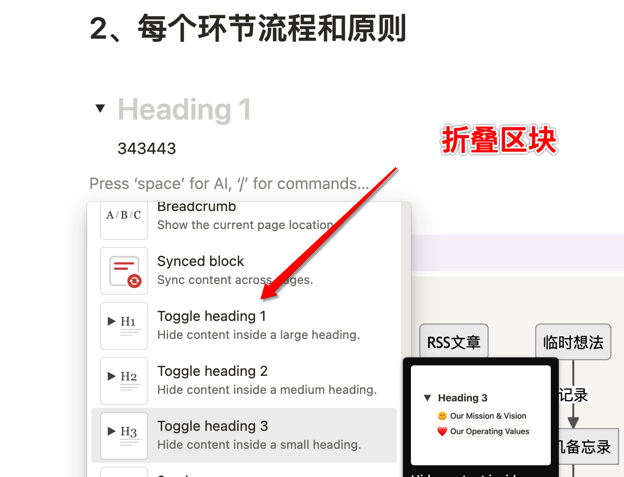 2、每个环节流程和原则
Heading 1
343443
折叠区块
Press ‘space’ for AI, ‘/’ for commands...
A / B / C
Breadcrumb
Show the current page location
Synced block
Sync content across pages.
H1
Toggle heading 1
Hide content inside a large heading.
H2
Toggle heading 2
Hide content inside a medium heading.
H3
Toggle heading 3
Hide content inside a small heading.
RSS文章
临时想法
记录
备忘录
Heading 3
Our Mission & Vision
Our Operating Values